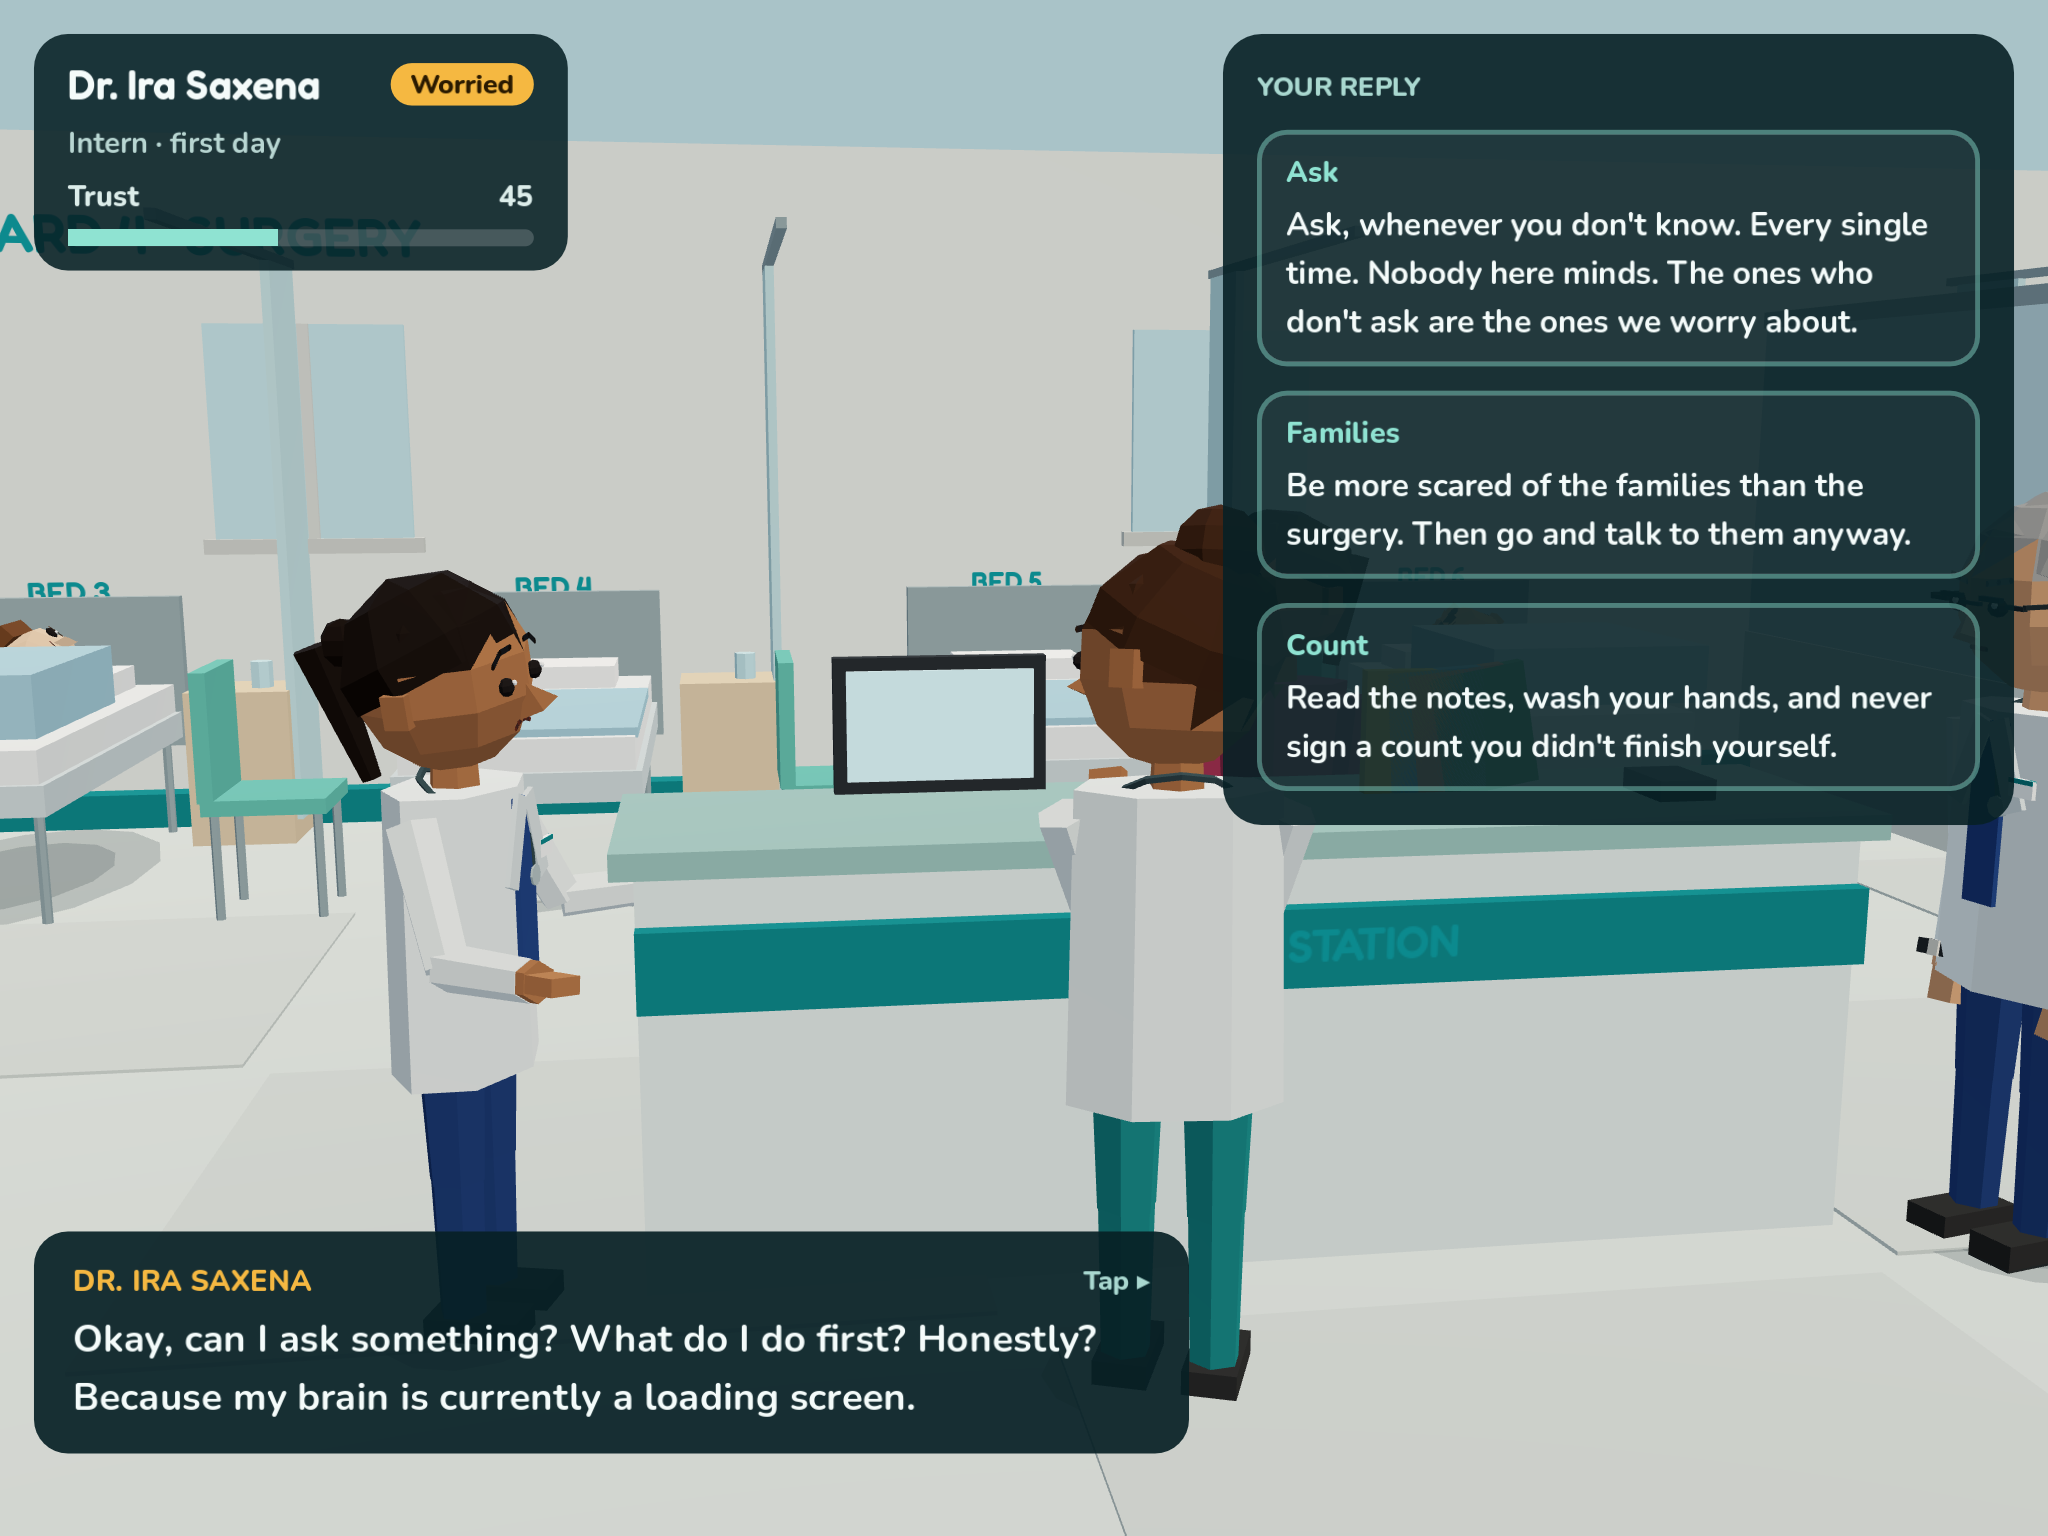 Dr. Ira Saxena
Worried
Intern · first day
Trust
45
SURGERY
YOUR REPLY
Ask
Ask, whenever you don't know. Every single
time. Nobody here minds. The ones who
don't ask are the ones we worry about.
Families
Be more scared of the families than the
surgery. Then go and talk to them anyway.
Count
Read the notes, wash your hands, and never
sign a count you didn't finish yourself.
BED 3
BED 4
BED 5
BED 6
STATION
DR. IRA SAXENA
Tap ▸
Okay, can I ask something? What do I do first? Honestly?
Because my brain is currently a loading screen.